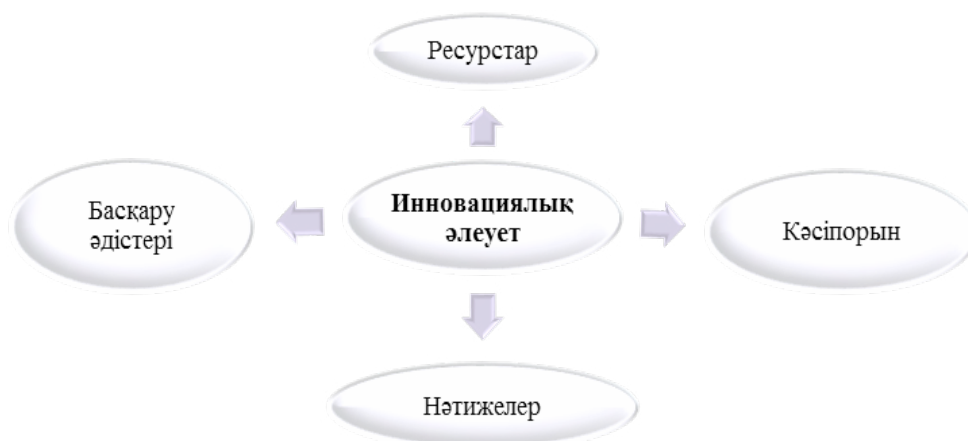 Ресурстар
Басқару
әдістері
Инновациялық
әлеует
Кәсіпорын
Нәтижелер